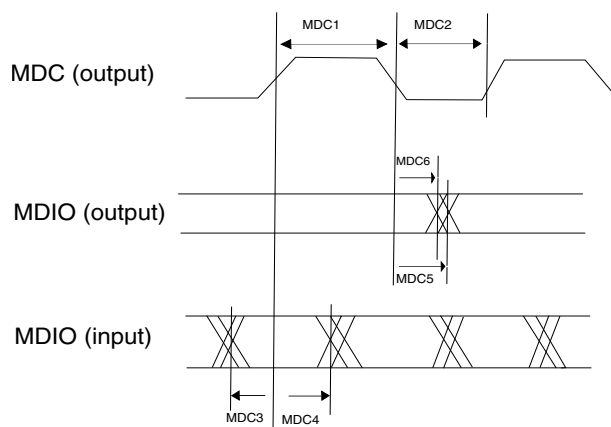 MDC1
MDC2
MDC (output)
MDC6
MDIO (output)
MDC5
MDIO (input)
MDC3
MDC4